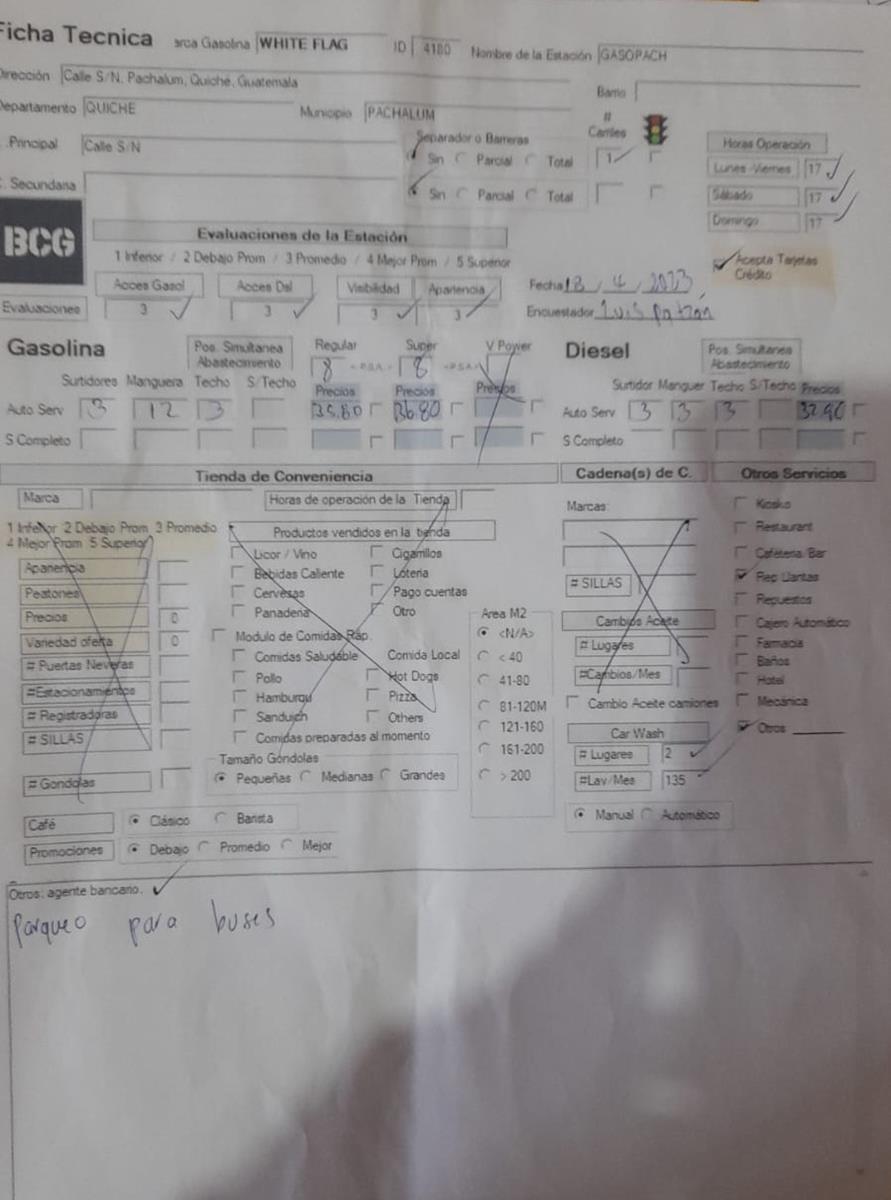 Ficha Tecnica arca Gasolina WHITE FLAG ID 4180 Nombre de la Estación GASOPACH
Dirección Calle S/N, Pachalum, Quiché, Guatemala Barrio
Departamento QUICHE Municipio PACHALUM # Carriles
.Principal Calle S/N Separador o Barreras Sin Parcial Total 1 Horas Operación
Lunes -Viernes 17
. Secundaria Sin Parcial Total Sábado 17
Domingo 17
BCG
Evaluaciones de la Estación
1 Inferior / 2 Debajo Prom / 3 Promedio / 4 Mejor Prom / 5 Superior
Acepta Tarjetas Crédito
Acces Gasol Acces Dsl Visibilidad Apariencia Fecha 18/4/2023
Evaluaciones 3 3 3 3 Encuestador Luis
Gasolina Pos. Simultanea Abastecimiento Regular Super V Power Diesel Pos. Simultanea Abastecimiento
8 8
Surtidores Manguera Techo S/Techo Precios Precios Precios Surtidor Manguer Techo S/Techo Precios
Auto Serv 3 12 3 35.80 36.80 Auto Serv 3 3 3 32.90
S Completo S Completo
Tienda de Conveniencia Cadena(s) de C. Otros Servicios
Marca Horas de operación de la Tienda Marcas: Kiosko
1 Inferior 2 Debajo Prom 3 Promedio Productos vendidos en la tienda Restaurant
4 Mejor Prom 5 Superior Licor / Vino Cigarrillos Cafeteria/Bar
Apariencia Bebidas Caliente Loteria # SILLAS Rep Llantas
Peatones Cervezas Pago cuentas Repuestos
Precios 0 Panaderia Otro Area M2 Cambios Aceite Cajero Automático
Variedad oferta 0 Modulo de Comidas Ráp. <N/A> # Lugares Farmacia
# Puertas Neveras Comidas Saludable Comida Local < 40 Baños
#Estacionamientos Pollo Hot Dogs 41-80 #Cambios/Mes Hotel
# Registradoras Hamburgu Pizza 81-120M Cambio Aceite camiones Mecánica
# SILLAS Sanduich Others 121-160 Car Wash Otros
Comidas preparadas al momento 161-200 # Lugares 2
# Gondolas Tamaño Góndolas > 200 #Lav/Mes 135
Pequeñas Medianas Grandes
Café Clásico Barista Manual Automático
Promociones Debajo Promedio Mejor
Otros: agente bancario.
Parqueo para buses